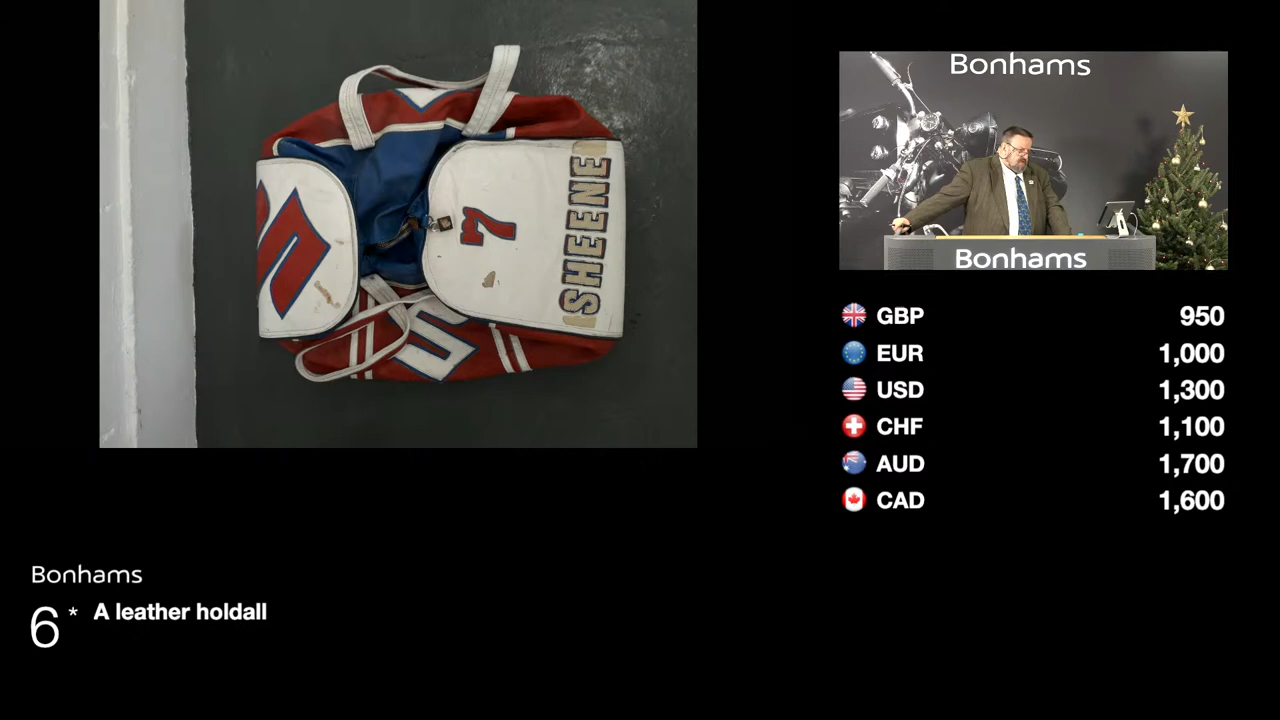 SHEENE
7
Bonhams
Bonhams
GBP 950
EUR 1,000
USD 1,300
CHF 1,100
AUD 1,700
CAD 1,600
Bonhams
6* A leather holdall